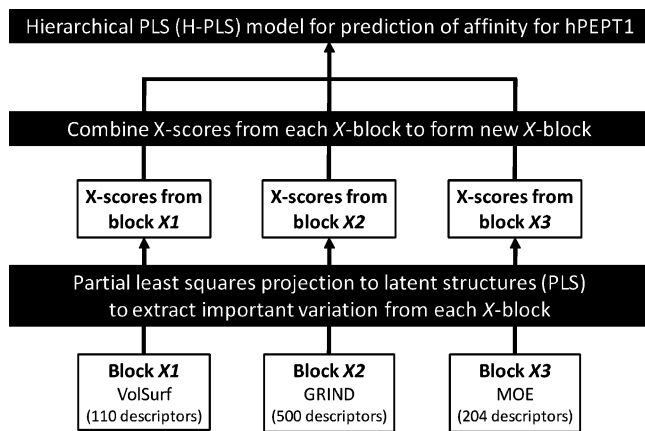 Hierarchical PLS (H-PLS) model for prediction of affinity for hPEPT1
Combine X-scores from each X-block to form new X-block
X-scores from
block X1
X-scores from
block X2
X-scores from
block X3
Partial least squares projection to latent structures (PLS)
to extract important variation from each X-block
Block X1
VolSurf
(110 descriptors)
Block X2
GRIND
(500 descriptors)
Block X3
MOE
(204 descriptors)